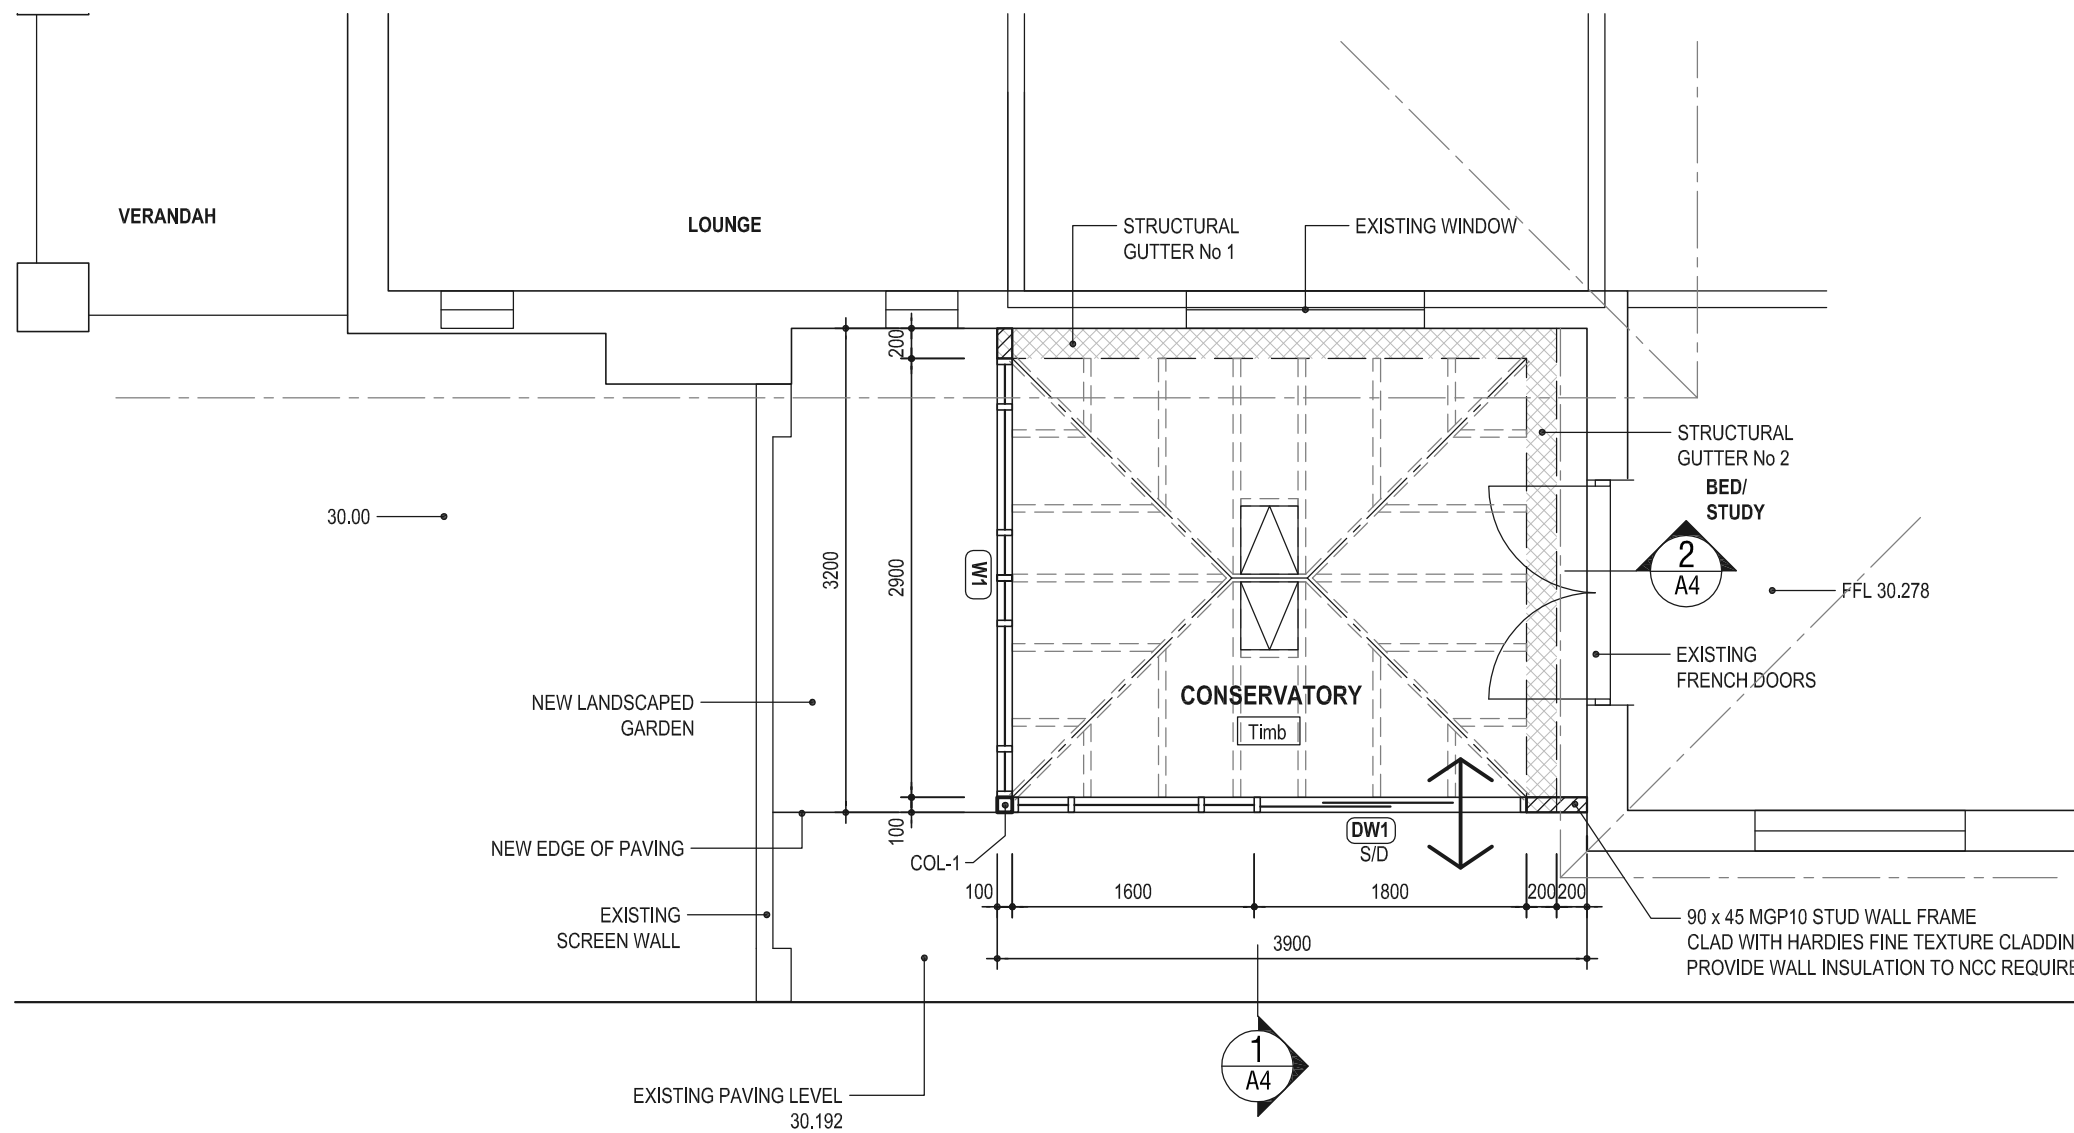 VERANDAH
LOUNGE
STRUCTURAL
GUTTER No 1
EXISTING WINDOW
200
STRUCTURAL
GUTTER No 2
BED/
STUDY
30.00
3200
2900
W1
2
A4
FFL 30.278
EXISTING
FRENCH DOORS
NEW LANDSCAPED
GARDEN
CONSERVATORY
Timb
NEW EDGE OF PAVING
100
COL-1
DW1
S/D
100
1600
1800
200
200
EXISTING
SCREEN WALL
3900
90 x 45 MGP10 STUD WALL FRAME
CLAD WITH HARDIES FINE TEXTURE CLADDIN
PROVIDE WALL INSULATION TO NCC REQUIRE
1
A4
EXISTING PAVING LEVEL
30.192